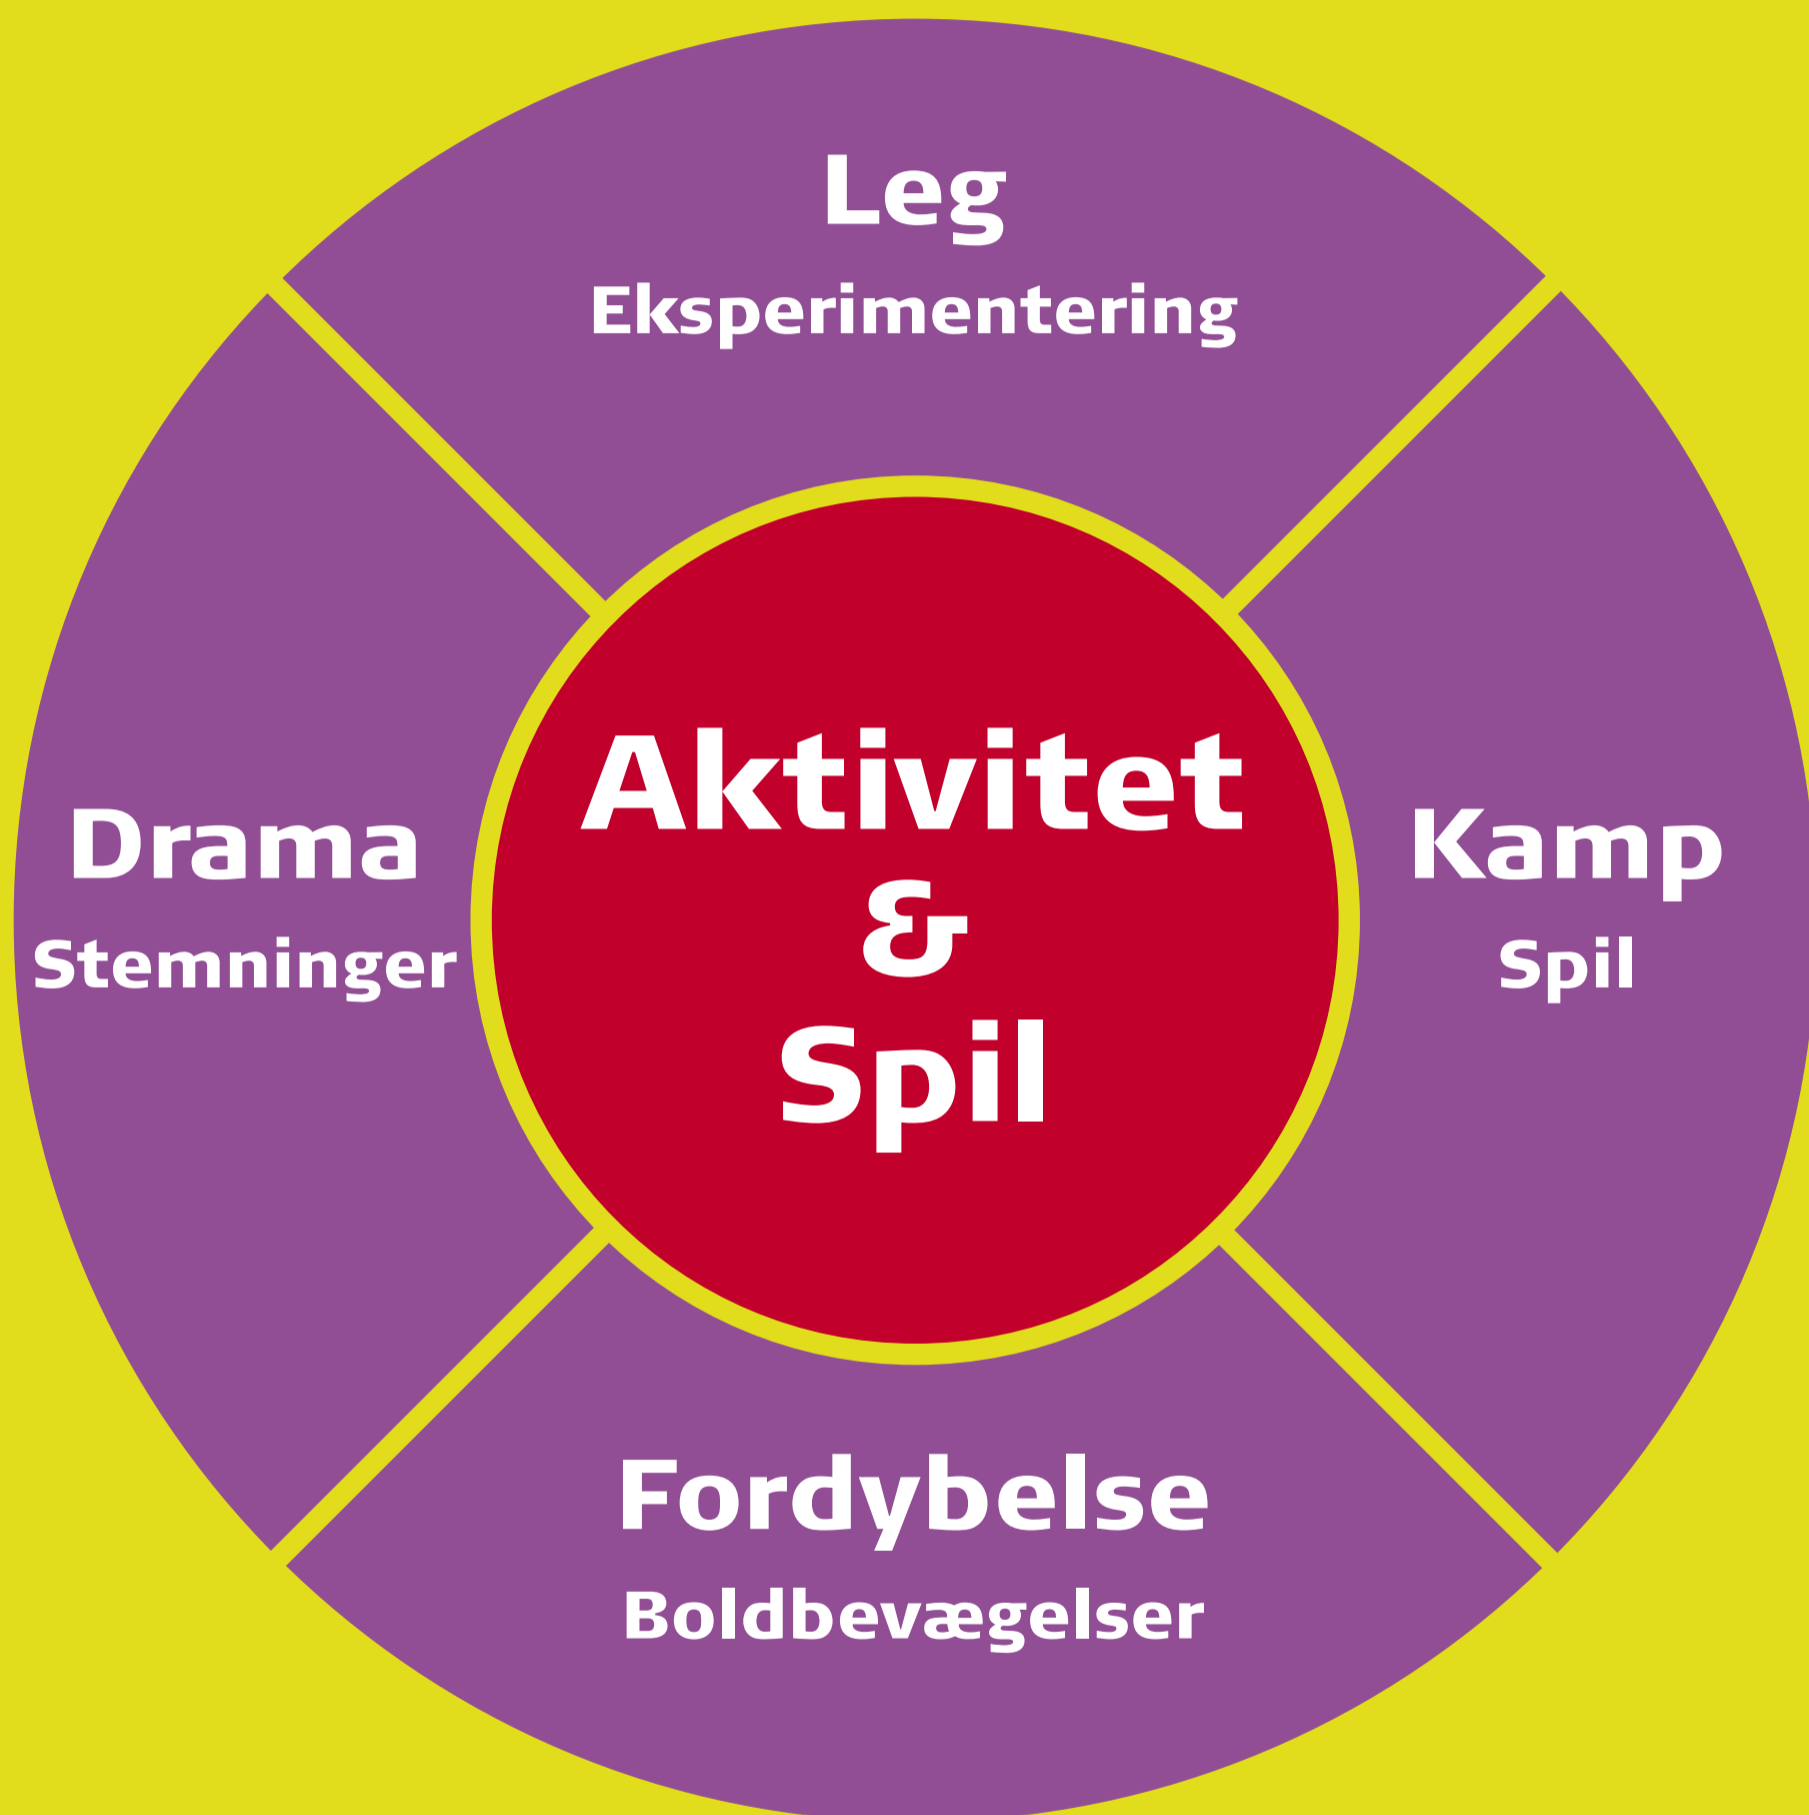 Leg
Eksperimentering
Drama
Stemninger
Aktivitet
&
Spil
Kamp
Spil
Fordybelse
Boldbevægelser